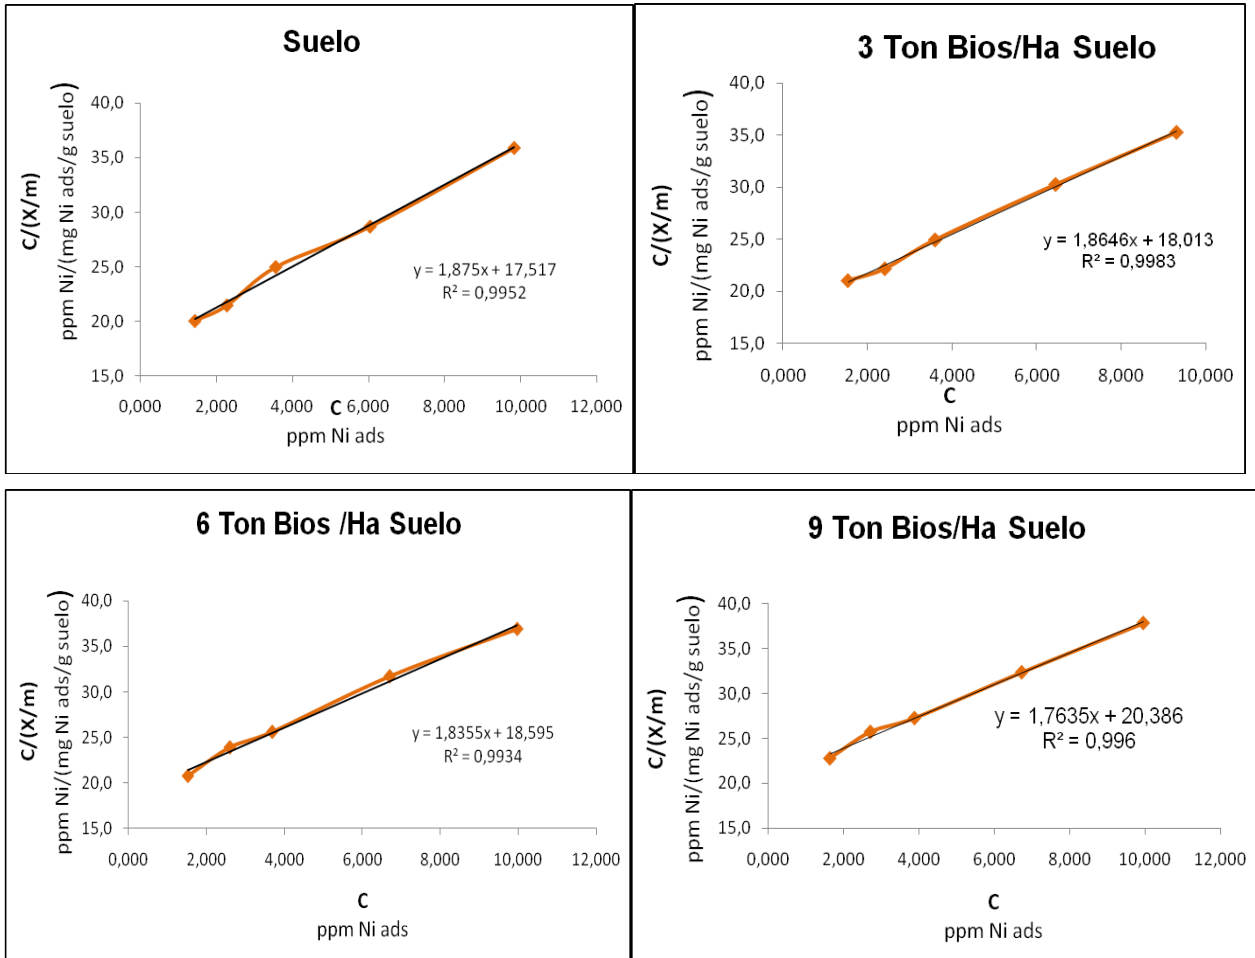 Suelo
C/(X/m)
ppm Ni/(mg Ni ads/g suelo)
40,0
35,0
30,0
25,0
20,0
15,0
y = 1,875x + 17,517
R² = 0,9952
0,000 2,000 4,000 6,000 8,000 10,000 12,000
C
ppm Ni ads
3 Ton Bios/Ha Suelo
C/(X/m)
ppm Ni/(mg Ni ads/g suelo)
40,0
35,0
30,0
25,0
20,0
15,0
y = 1,8646x + 18,013
R² = 0,9983
0,000 2,000 4,000 6,000 8,000 10,000
C
ppm Ni ads
6 Ton Bios /Ha Suelo
C/(X/m)
ppm Ni/(mg Ni ads/g suelo)
40,0
35,0
30,0
25,0
20,0
15,0
y = 1,8355x + 18,595
R² = 0,9934
0,000 2,000 4,000 6,000 8,000 10,000 12,000
C
ppm Ni ads
9 Ton Bios/Ha Suelo
C/(X/m)
ppm Ni/(mg Ni ads/g suelo)
40,0
35,0
30,0
25,0
20,0
15,0
y = 1,7635x + 20,386
R² = 0,996
0,000 2,000 4,000 6,000 8,000 10,000 12,000
C
ppm Ni ads